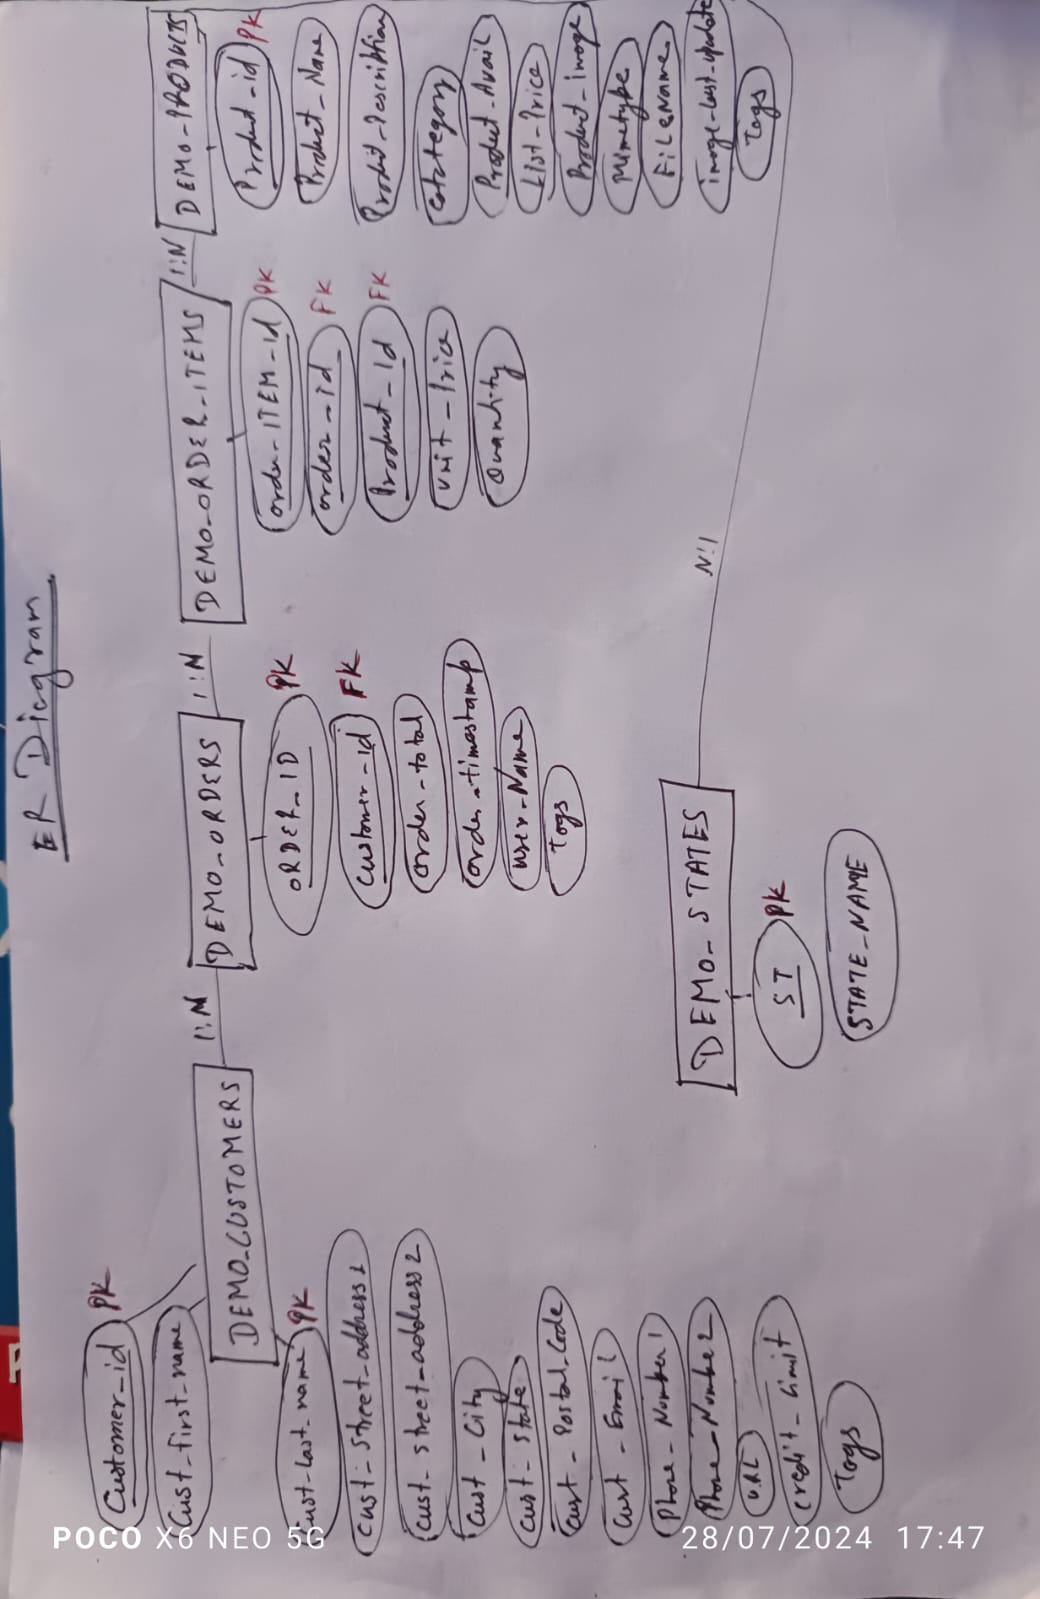 ER Diagram
DEMO_CUSTOMERS
Customer_id PK
Cust_first_name
Cust_last_name PK
Cust_street_address1
Cust_street_address2
Cust_City
Cust_State
Cust_Postal_Code
Cust_Email
Phone_Number1
Phone_Number2
URL
Credit_Limit
Tags
1:N
DEMO_ORDERS
ORDER_ID PK
Customer_id FK
order_total
order_timestamp
user_Name
Tags
1:N
DEMO_ORDER_ITEMS
order_ITEM_id PK
order_id FK
Product_id FK
Unit_Price
Quantity
1:N
DEMO_PRODUCTS
Product_id PK
Product_Name
Category
Product_Avail
List_Price
Product_Image
Mimetype
FileName
image_last_update
Tags
N:1
DEMO_STATES
ST PK
STATE_NAME
POCO X6 NEO 5G
28/07/2024 17:47